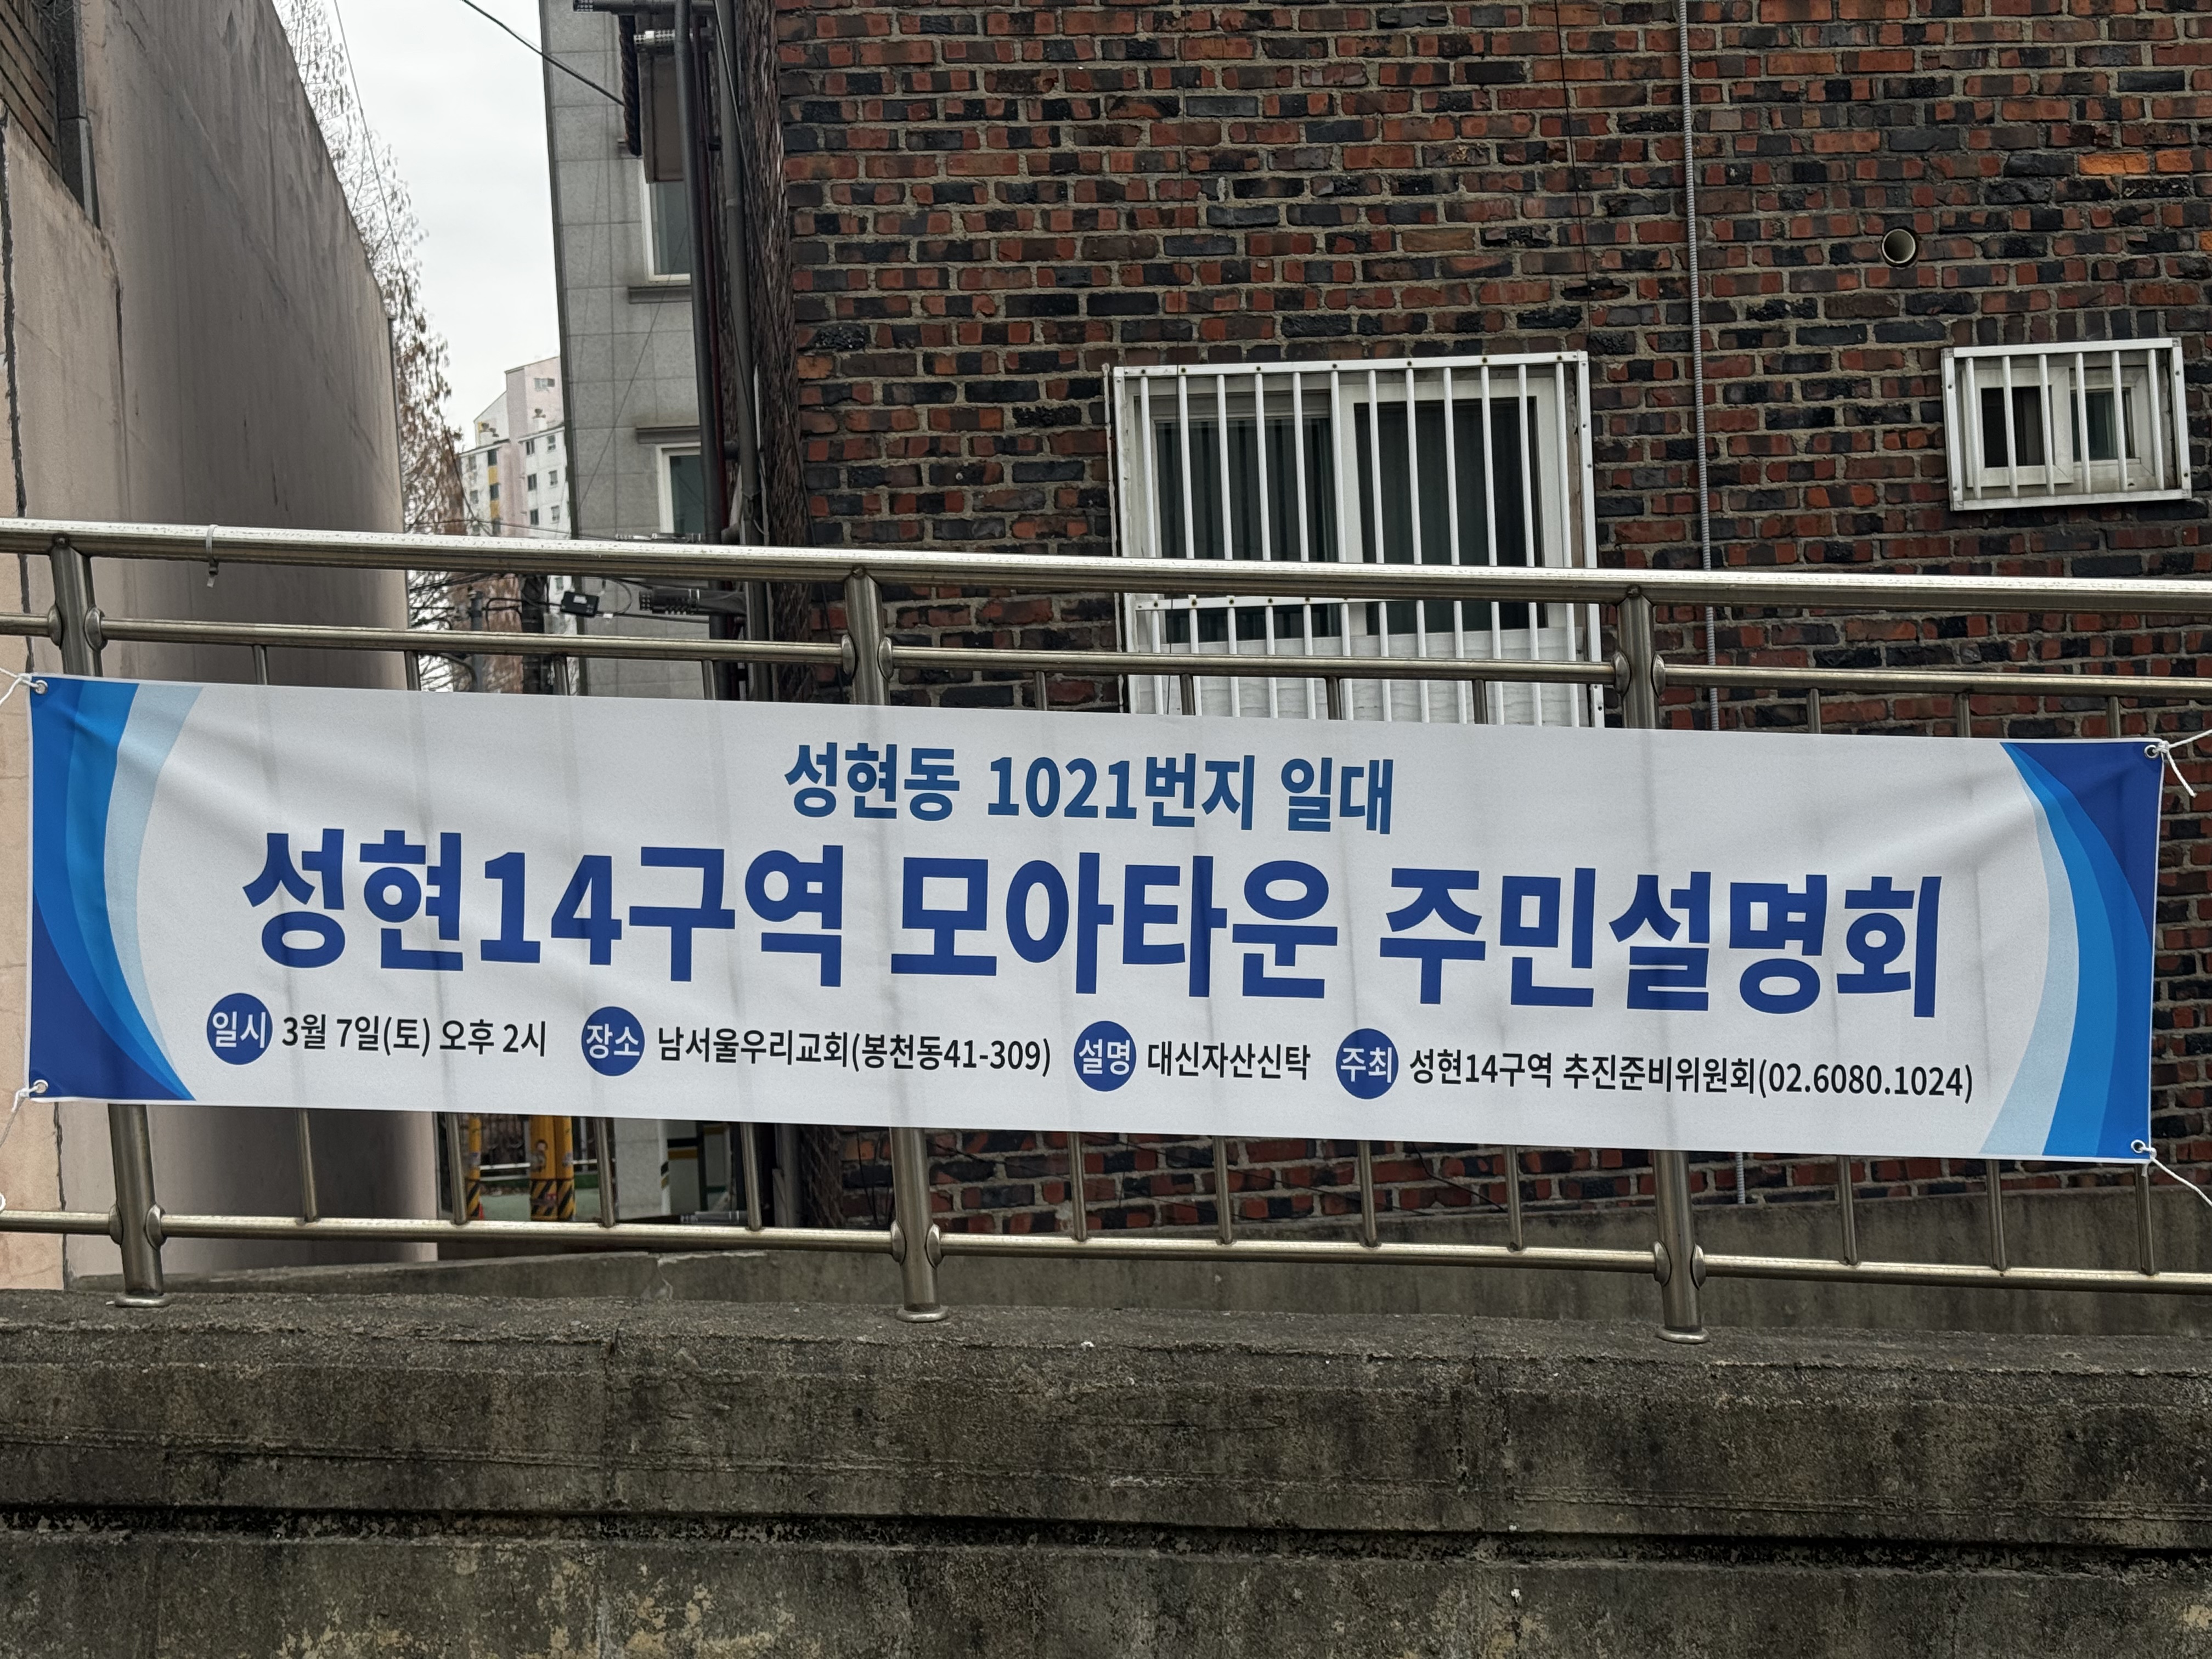 성현동 1021번지 일대
성현14구역 모아타운 주민설명회
일시 3월 7일(토) 오후 2시 장소 남서울우리교회(봉천동41-309) 설명 대신자산신탁 주최 성현14구역 추진준비위원회(02.6080.1024)